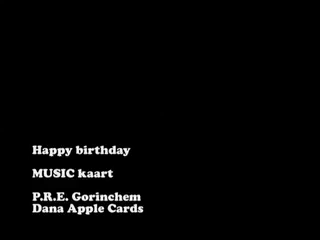 Happy birthday
MUSIC kaart
P.R.E. Gorinchem
Dana Apple Cards